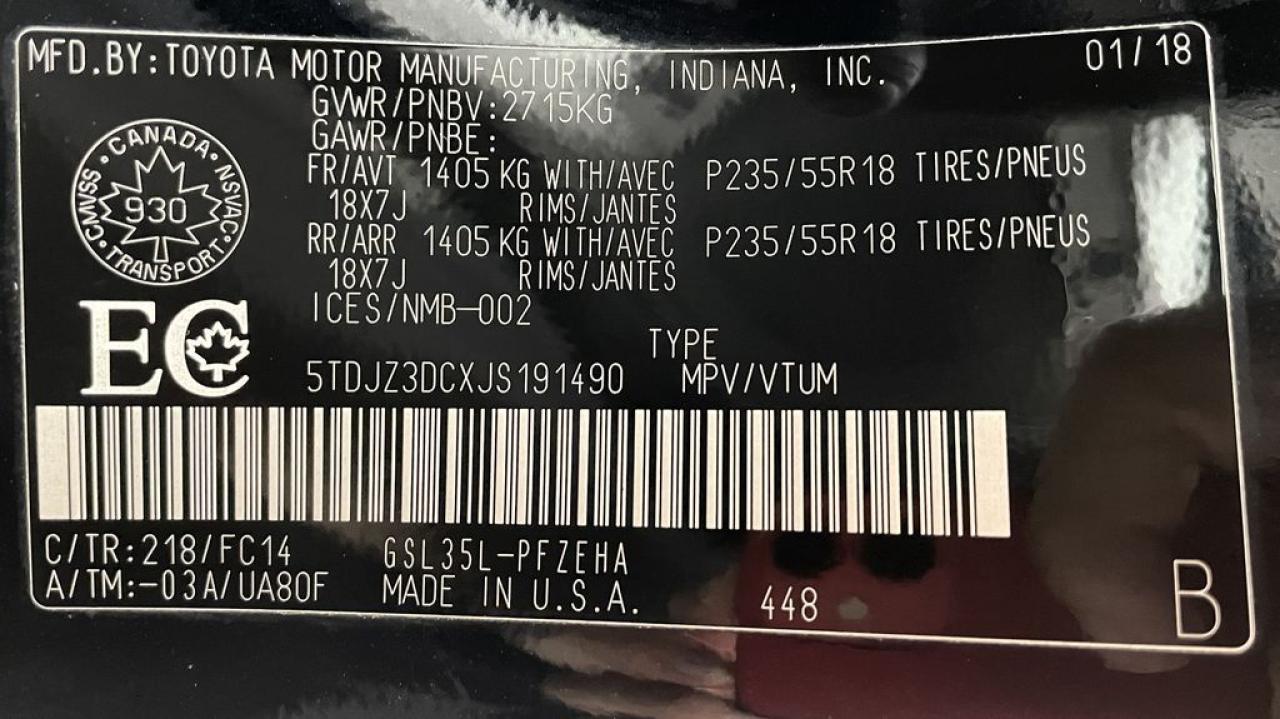 MFD.BY:TOYOTA MOTOR MANUFACTURING, INDIANA, INC. 01/18
GVWR/PNBV:2715KG
GAWR/PNBE:
FR/AVT 1405 KG WITH/AVEC P235/55R18 TIRES/PNEUS
18X7J RIMS/JANTES
RR/ARR 1405 KG WITH/AVEC P235/55R18 TIRES/PNEUS
18X7J RIMS/JANTES
ICES/NMB-002
CANADA • NSVAC • TRANSPORT • CMVSS •
930
EC
TYPE
5TDJZ3DCXJS191490 MPV/VTUM
C/TR:218/FC14 GSL35L-PFZEHA
A/TM:-03A/UA80F MADE IN U.S.A. 448 B